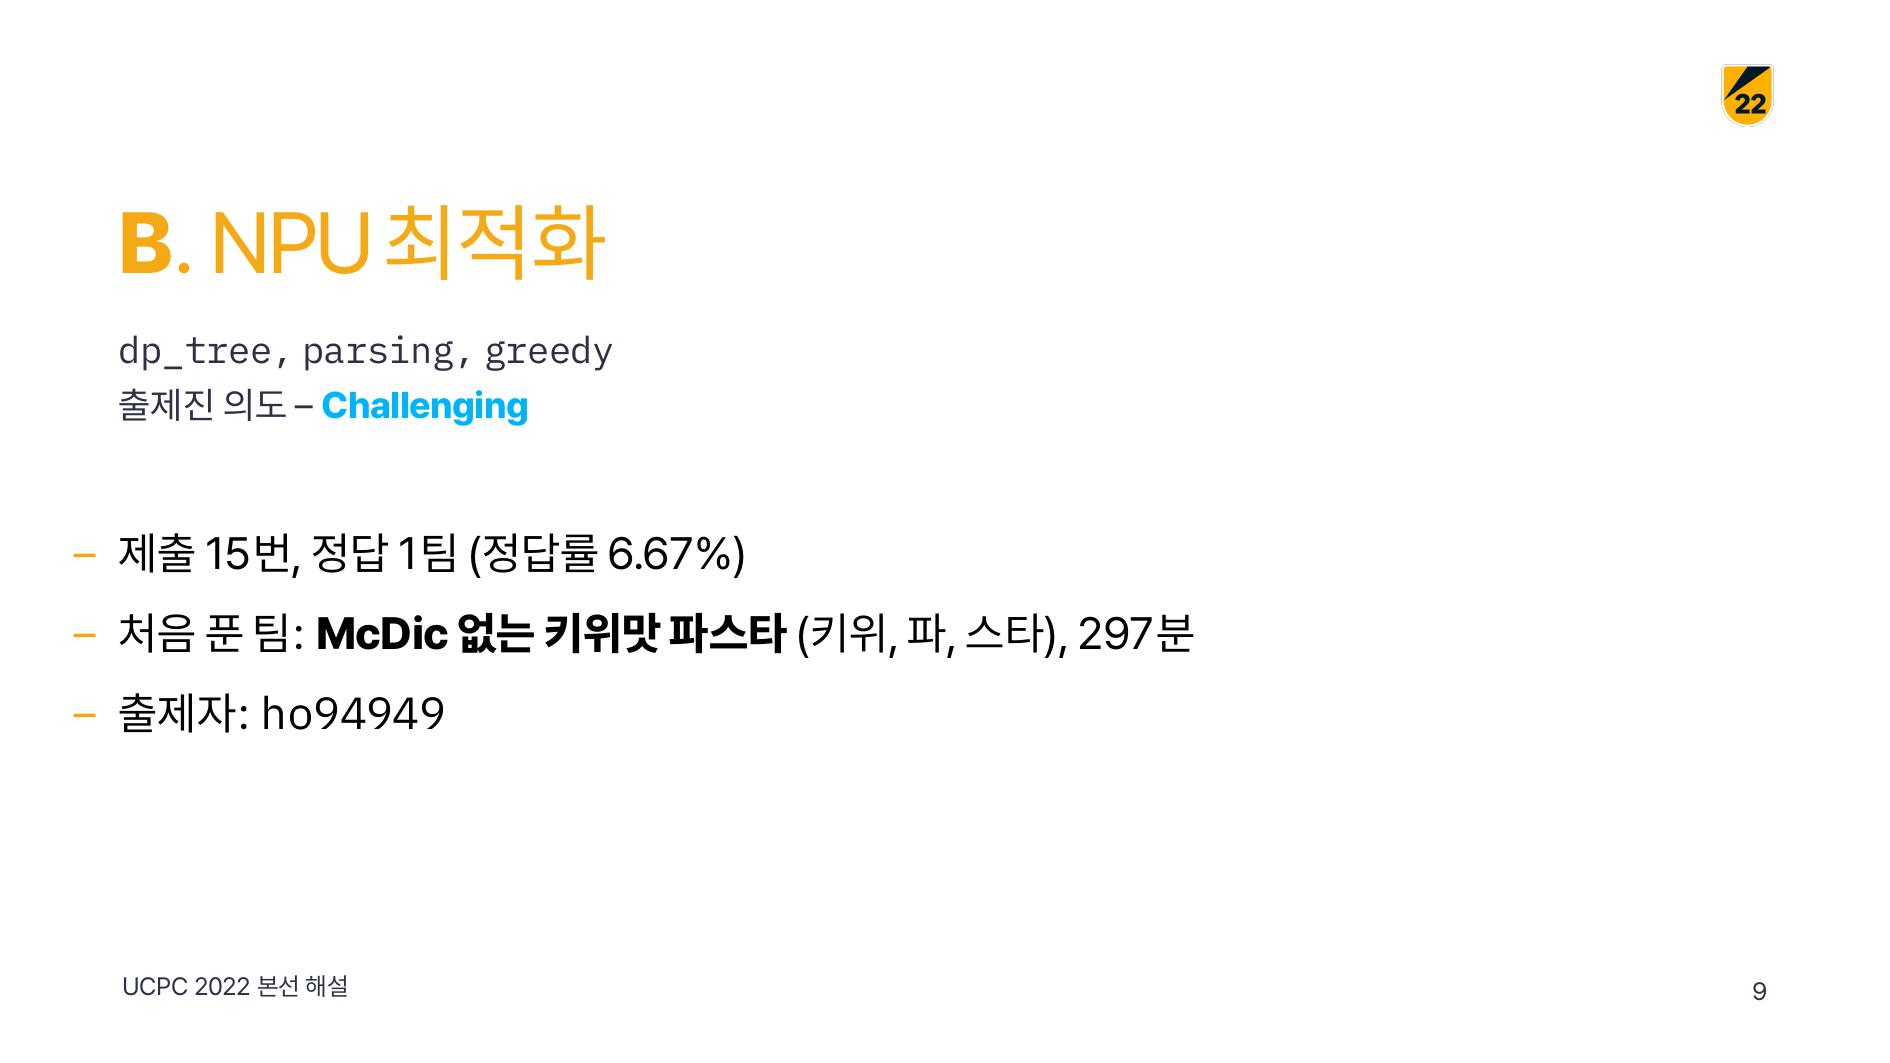 22
B. NPU 최적화
dp_tree, parsing, greedy
출제진 의도 – Challenging
– 제출 15번, 정답 1팀 (정답률 6.67%)
– 처음 푼 팀: McDic 없는 키위맛 파스타 (키위, 파, 스타), 297분
– 출제자: ho94949
UCPC 2022 본선 해설
9